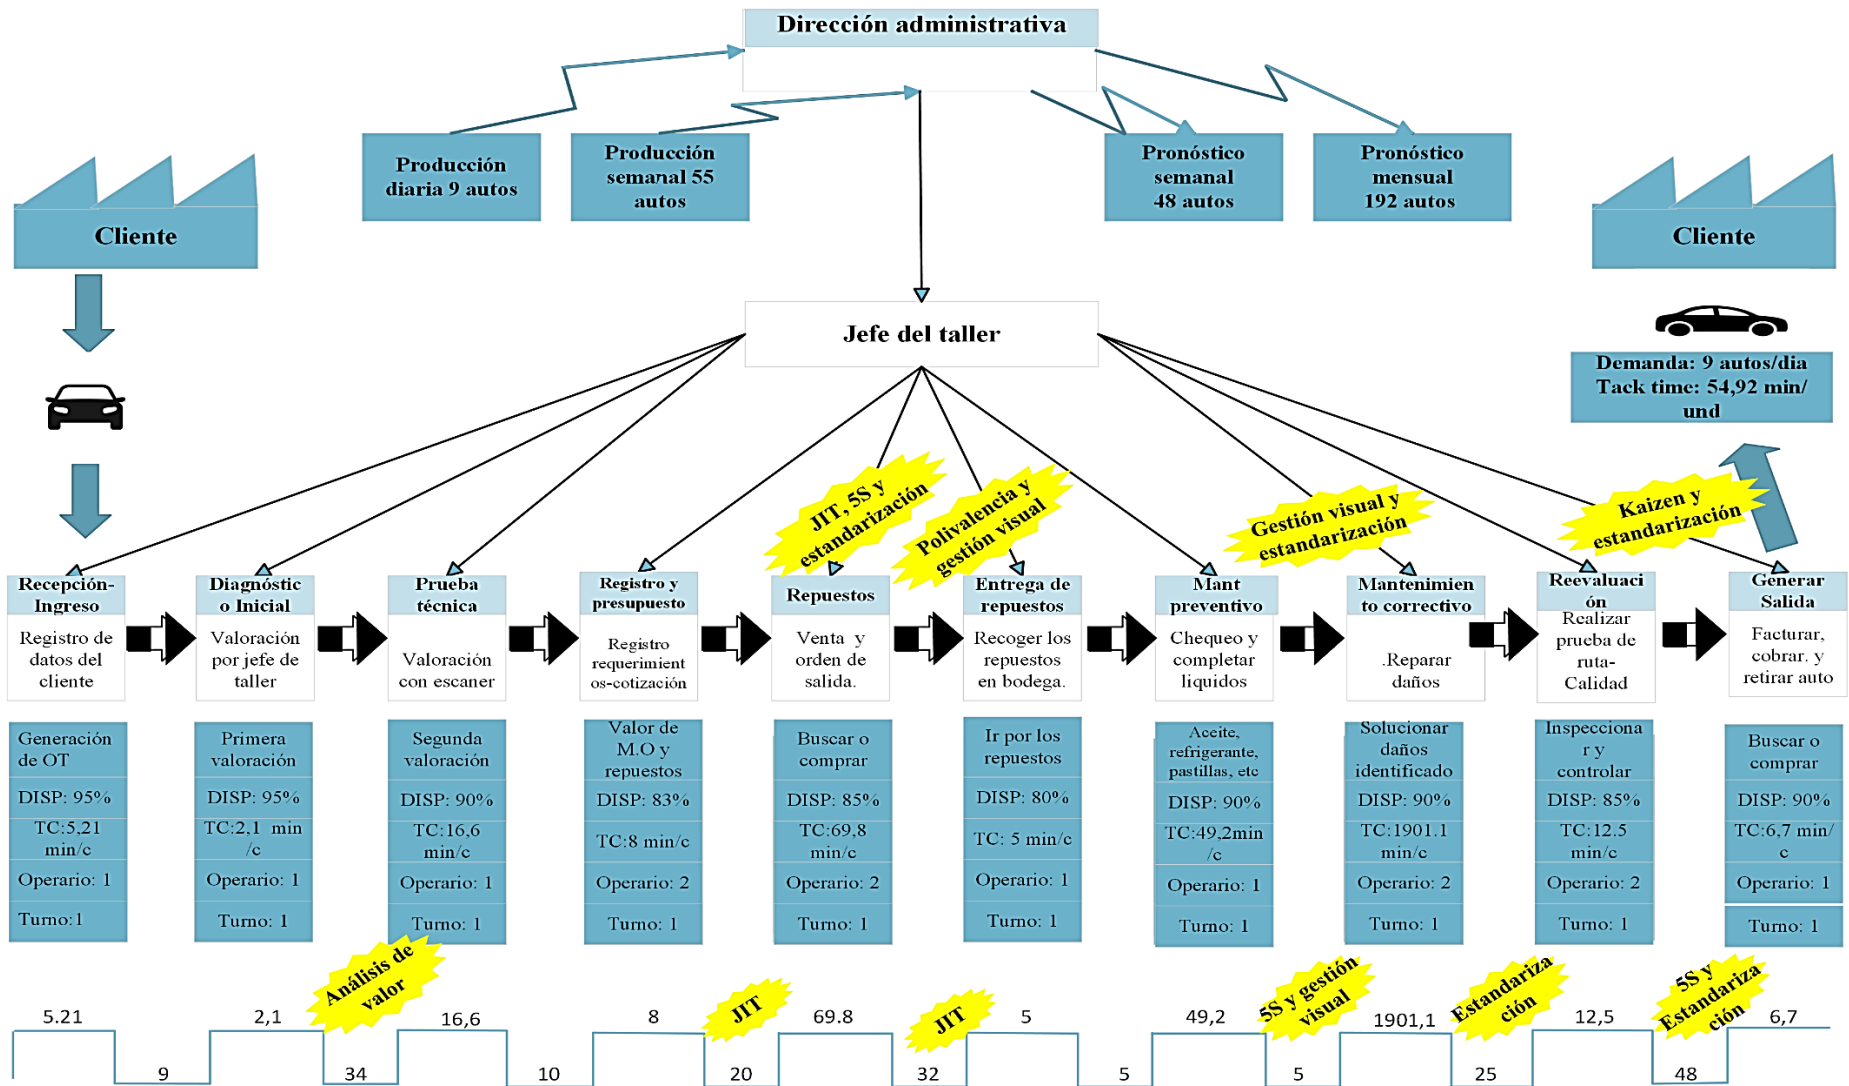 Dirección administrativa
Producción
diaria 9 autos
Producción
semanal 55
autos
Pronóstico
semanal
48 autos
Pronóstico
mensual
192 autos
Cliente
Cliente
Jefe del taller
Demanda: 9 autos/dia
Tack time: 54,92 min/
und
JIT, 5S y
estandarización
Polivalencia y
gestión visual
Gestión visual y
estandarización
Kaizen y
estandarización
Recepción-
Ingreso
Registro de
datos del
cliente
Diagnóstic
o Inicial
Valoración
por jefe de
taller
Prueba
técnica
Valoración
con escaner
Registro y
presupuesto
Registro
requerimient
os-cotización
Repuestos
Venta y
orden de
salida.
Entrega de
repuestos
Recoger los
repuestos
en bodega.
Mant
preventivo
Chequeo y
completar
liquidos
Mantenimien
to correctivo
.Reparar
daños
Reevaluaci
ón
Realizar
prueba de
ruta-
Calidad
Generar
Salida
Facturar,
cobrar. y
retirar auto
Generación
de OT
DISP: 95%
TC:5,21
min/c
Operario: 1
Turno:1
Primera
valoración
DISP: 95%
TC:2,1 min
/c
Operario: 1
Turno: 1
Segunda
valoración
DISP: 90%
TC:16,6
min/c
Operario: 1
Turno: 1
Valor de
M.O y
repuestos
DISP: 83%
TC:8 min/c
Operario: 2
Turno: 1
Buscar o
comprar
DISP: 85%
TC:69,8
min/c
Operario: 2
Turno: 1
Ir por los
repuestos
DISP: 80%
TC: 5 min/c
Operario: 1
Turno: 1
Aceite,
refrigerante,
pastillas, etc
DISP: 90%
TC:49,2min
/c
Operario: 1
Turno: 1
Solucionar
daños
identificado
DISP: 90%
TC:1901.1
min/c
Operario: 2
Turno: 1
Inspecciona
r y
controlar
DISP: 85%
TC:12.5
min/c
Operario: 2
Turno: 1
Buscar o
comprar
DISP: 90%
TC:6,7 min/
c
Operario: 1
Turno: 1
Análisis de
valor
JIT
JIT
5S y gestión
visual
Estandariza
ción
5S y
Estandariza
ción
5.21
2,1
16,6
8
69.8
5
49,2
1901,1
12,5
6,7
9
34
10
20
32
5
5
25
48